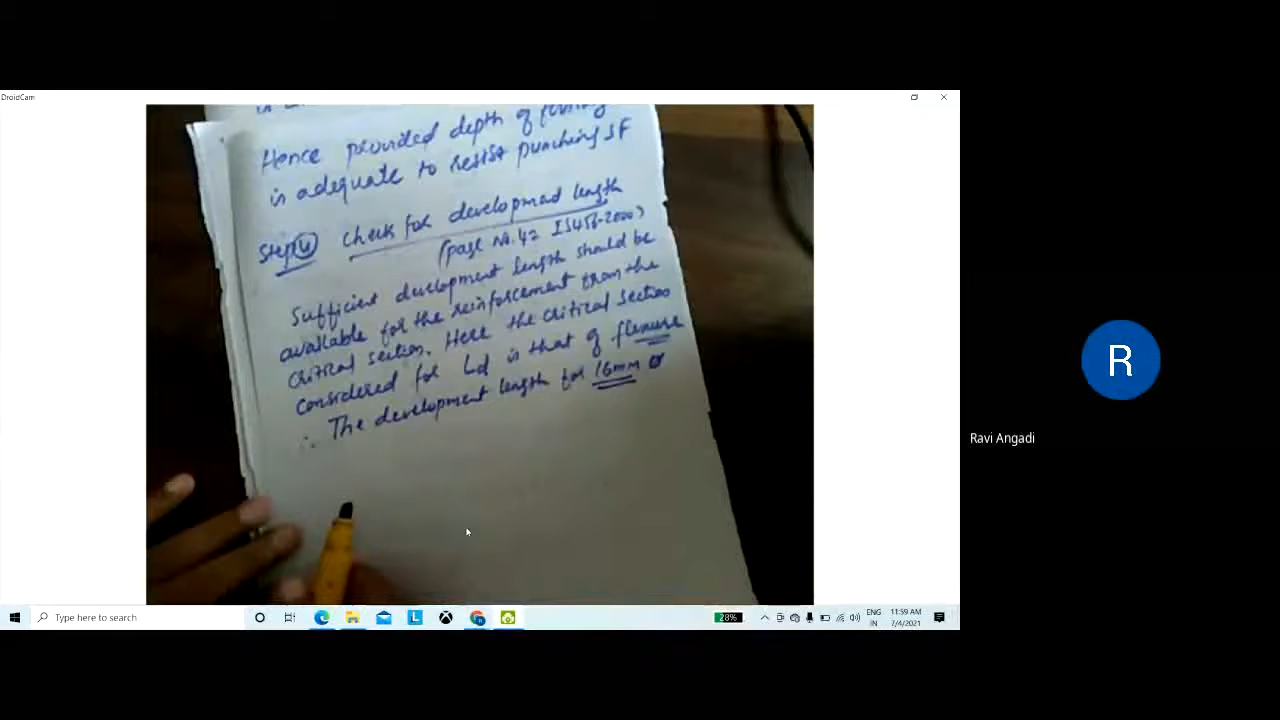 DroidCam
Hence provided depth of footing
is adequate to resist punching SF
Step 4 Check for development length
(page No. 42 IS456-2000)
Sufficient development length should be
available for the reinforcement from the
critical section. Here the critical section
considered for Ld is that of flexure
∴ The development length for 16mm Φ
R
Ravi Angadi
Type here to search
28%
ENG
IN
11:59 AM
7/4/2021